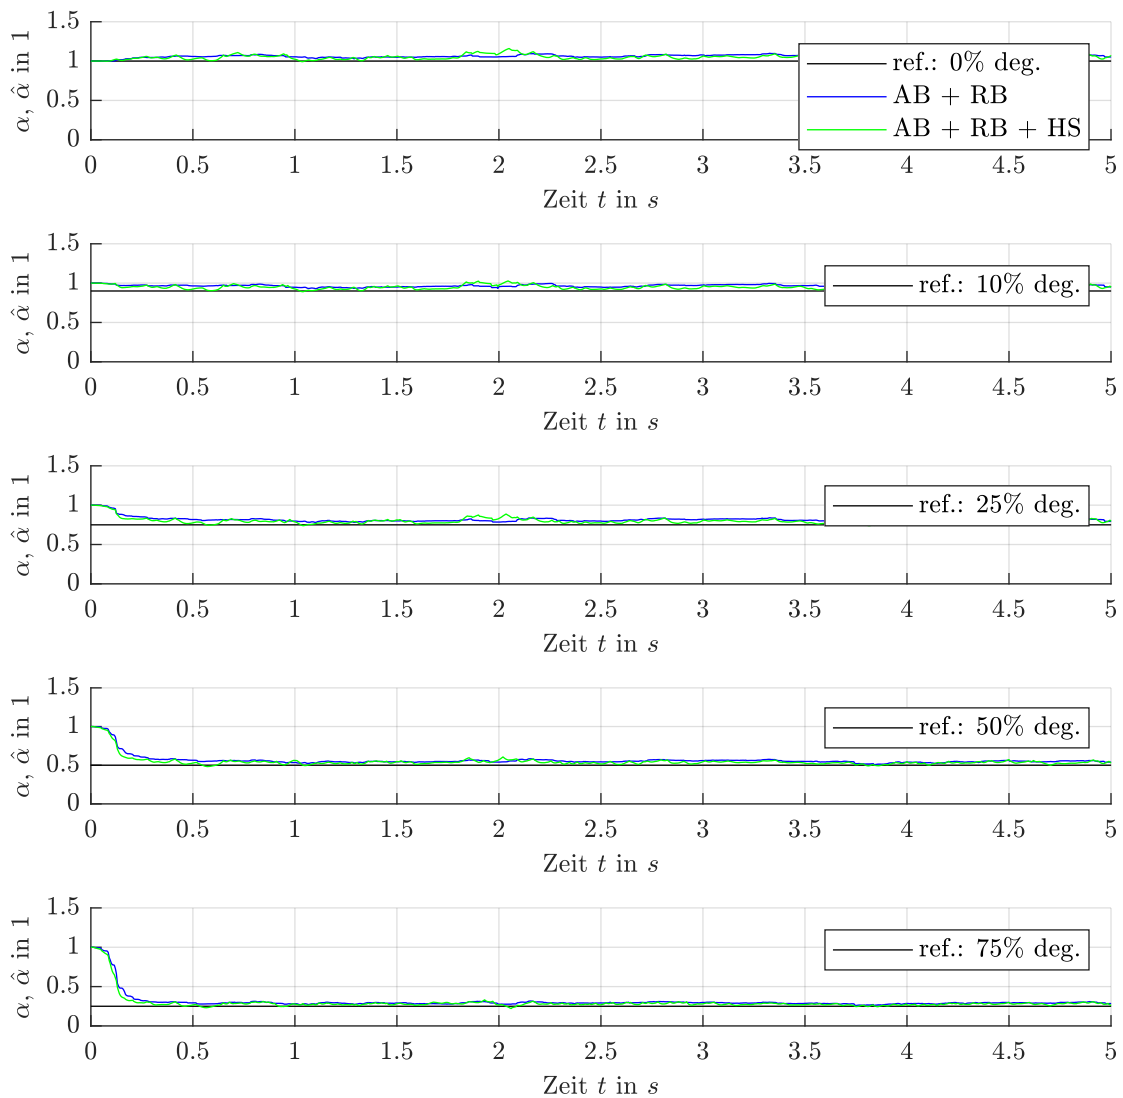 1.5
1
0.5
0
α, α̂ in 1
ref.: 0% deg.
AB + RB
AB + RB + HS
0 0.5 1 1.5 2 2.5 3 3.5 4 4.5 5
Zeit t in s
1.5
1
0.5
0
α, α̂ in 1
ref.: 10% deg.
0 0.5 1 1.5 2 2.5 3 3.5 4 4.5 5
Zeit t in s
1.5
1
0.5
0
α, α̂ in 1
ref.: 25% deg.
0 0.5 1 1.5 2 2.5 3 3.5 4 4.5 5
Zeit t in s
1.5
1
0.5
0
α, α̂ in 1
ref.: 50% deg.
0 0.5 1 1.5 2 2.5 3 3.5 4 4.5 5
Zeit t in s
1.5
1
0.5
0
α, α̂ in 1
ref.: 75% deg.
0 0.5 1 1.5 2 2.5 3 3.5 4 4.5 5
Zeit t in s